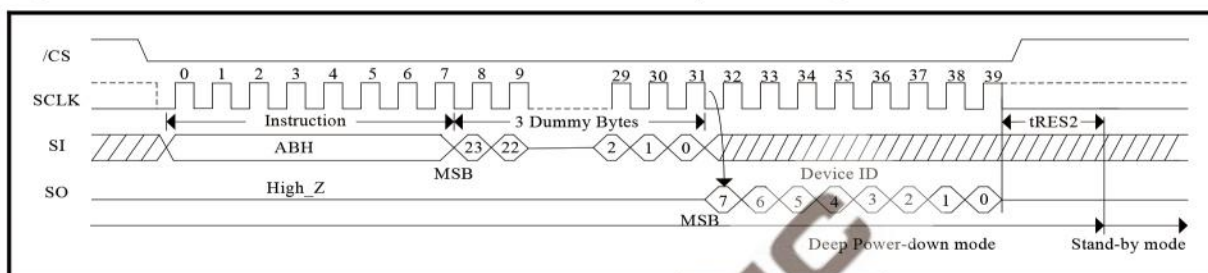 /CS
0 1 2 3 4 5 6 7 8 9 29 30 31 32 33 34 35 36 37 38 39
SCLK
Instruction 3 Dummy Bytes tRES2
SI ABH 23 22 2 1 0
MSB Device ID
SO High_Z 7 6 5 4 3 2 1 0
MSB
Deep Power-down mode Stand-by mode